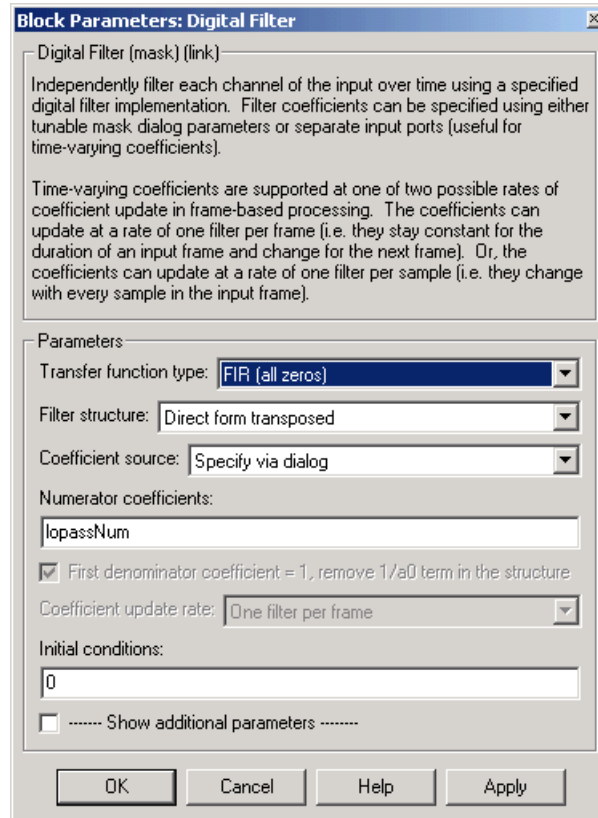 Block Parameters: Digital Filter
Digital Filter (mask) (link)
Independently filter each channel of the input over time using a specified
digital filter implementation.  Filter coefficients can be specified using either
tunable mask dialog parameters or separate input ports (useful for
time-varying coefficients).
Time-varying coefficients are supported at one of two possible rates of
coefficient update in frame-based processing.  The coefficients can
update at a rate of one filter per frame (i.e. they stay constant for the
duration of an input frame and change for the next frame).  Or, the
coefficients can update at a rate of one filter per sample (i.e. they change
with every sample in the input frame).
Parameters
Transfer function type: FIR (all zeros)
Filter structure: Direct form transposed
Coefficient source: Specify via dialog
Numerator coefficients:
lopassNum
First denominator coefficient = 1, remove 1/a0 term in the structure
Coefficient update rate: One filter per frame
Initial conditions:
0
------- Show additional parameters --------
OK Cancel Help Apply